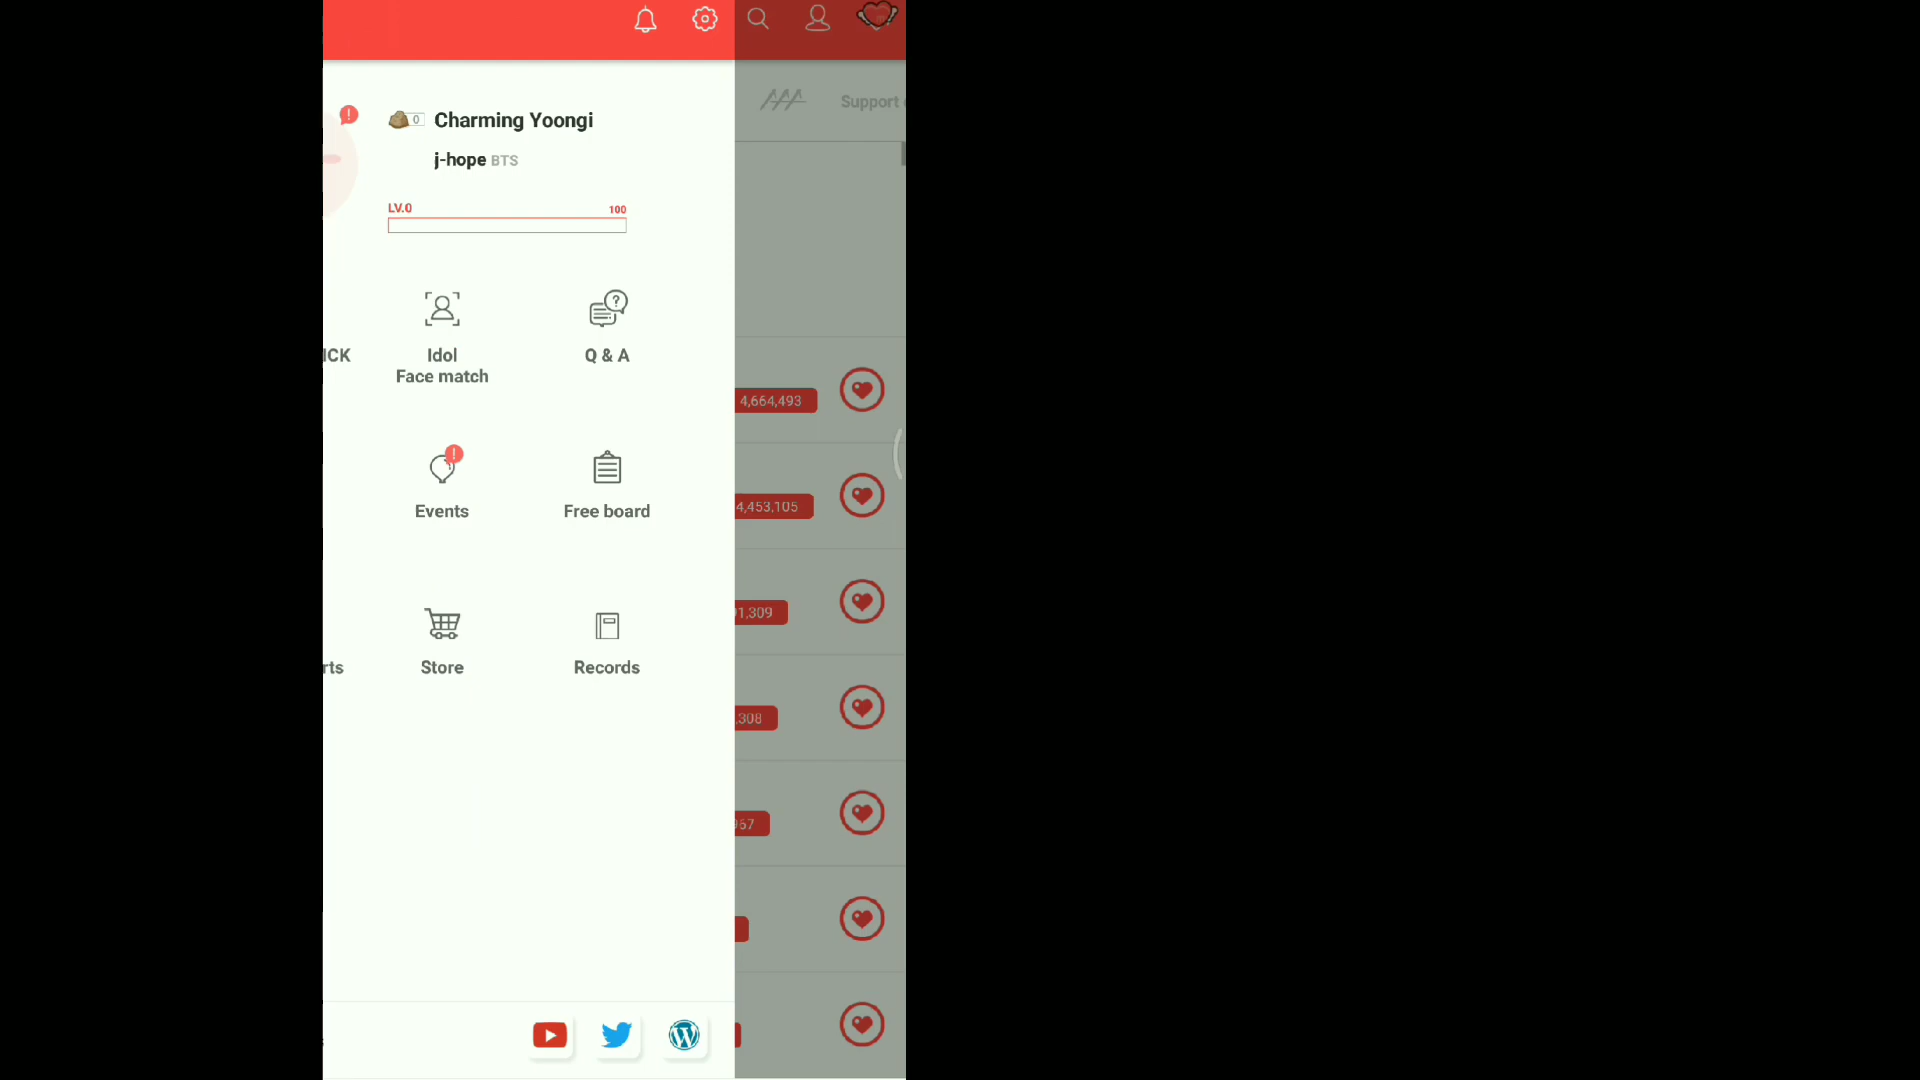 Support
0 Charming Yoongi
j-hope BTS
LV.0 100
ICK
Idol
Face match
Q & A
4,664,493
Events
Free board
4,453,105
1,309
rts
Store
Records
308
967